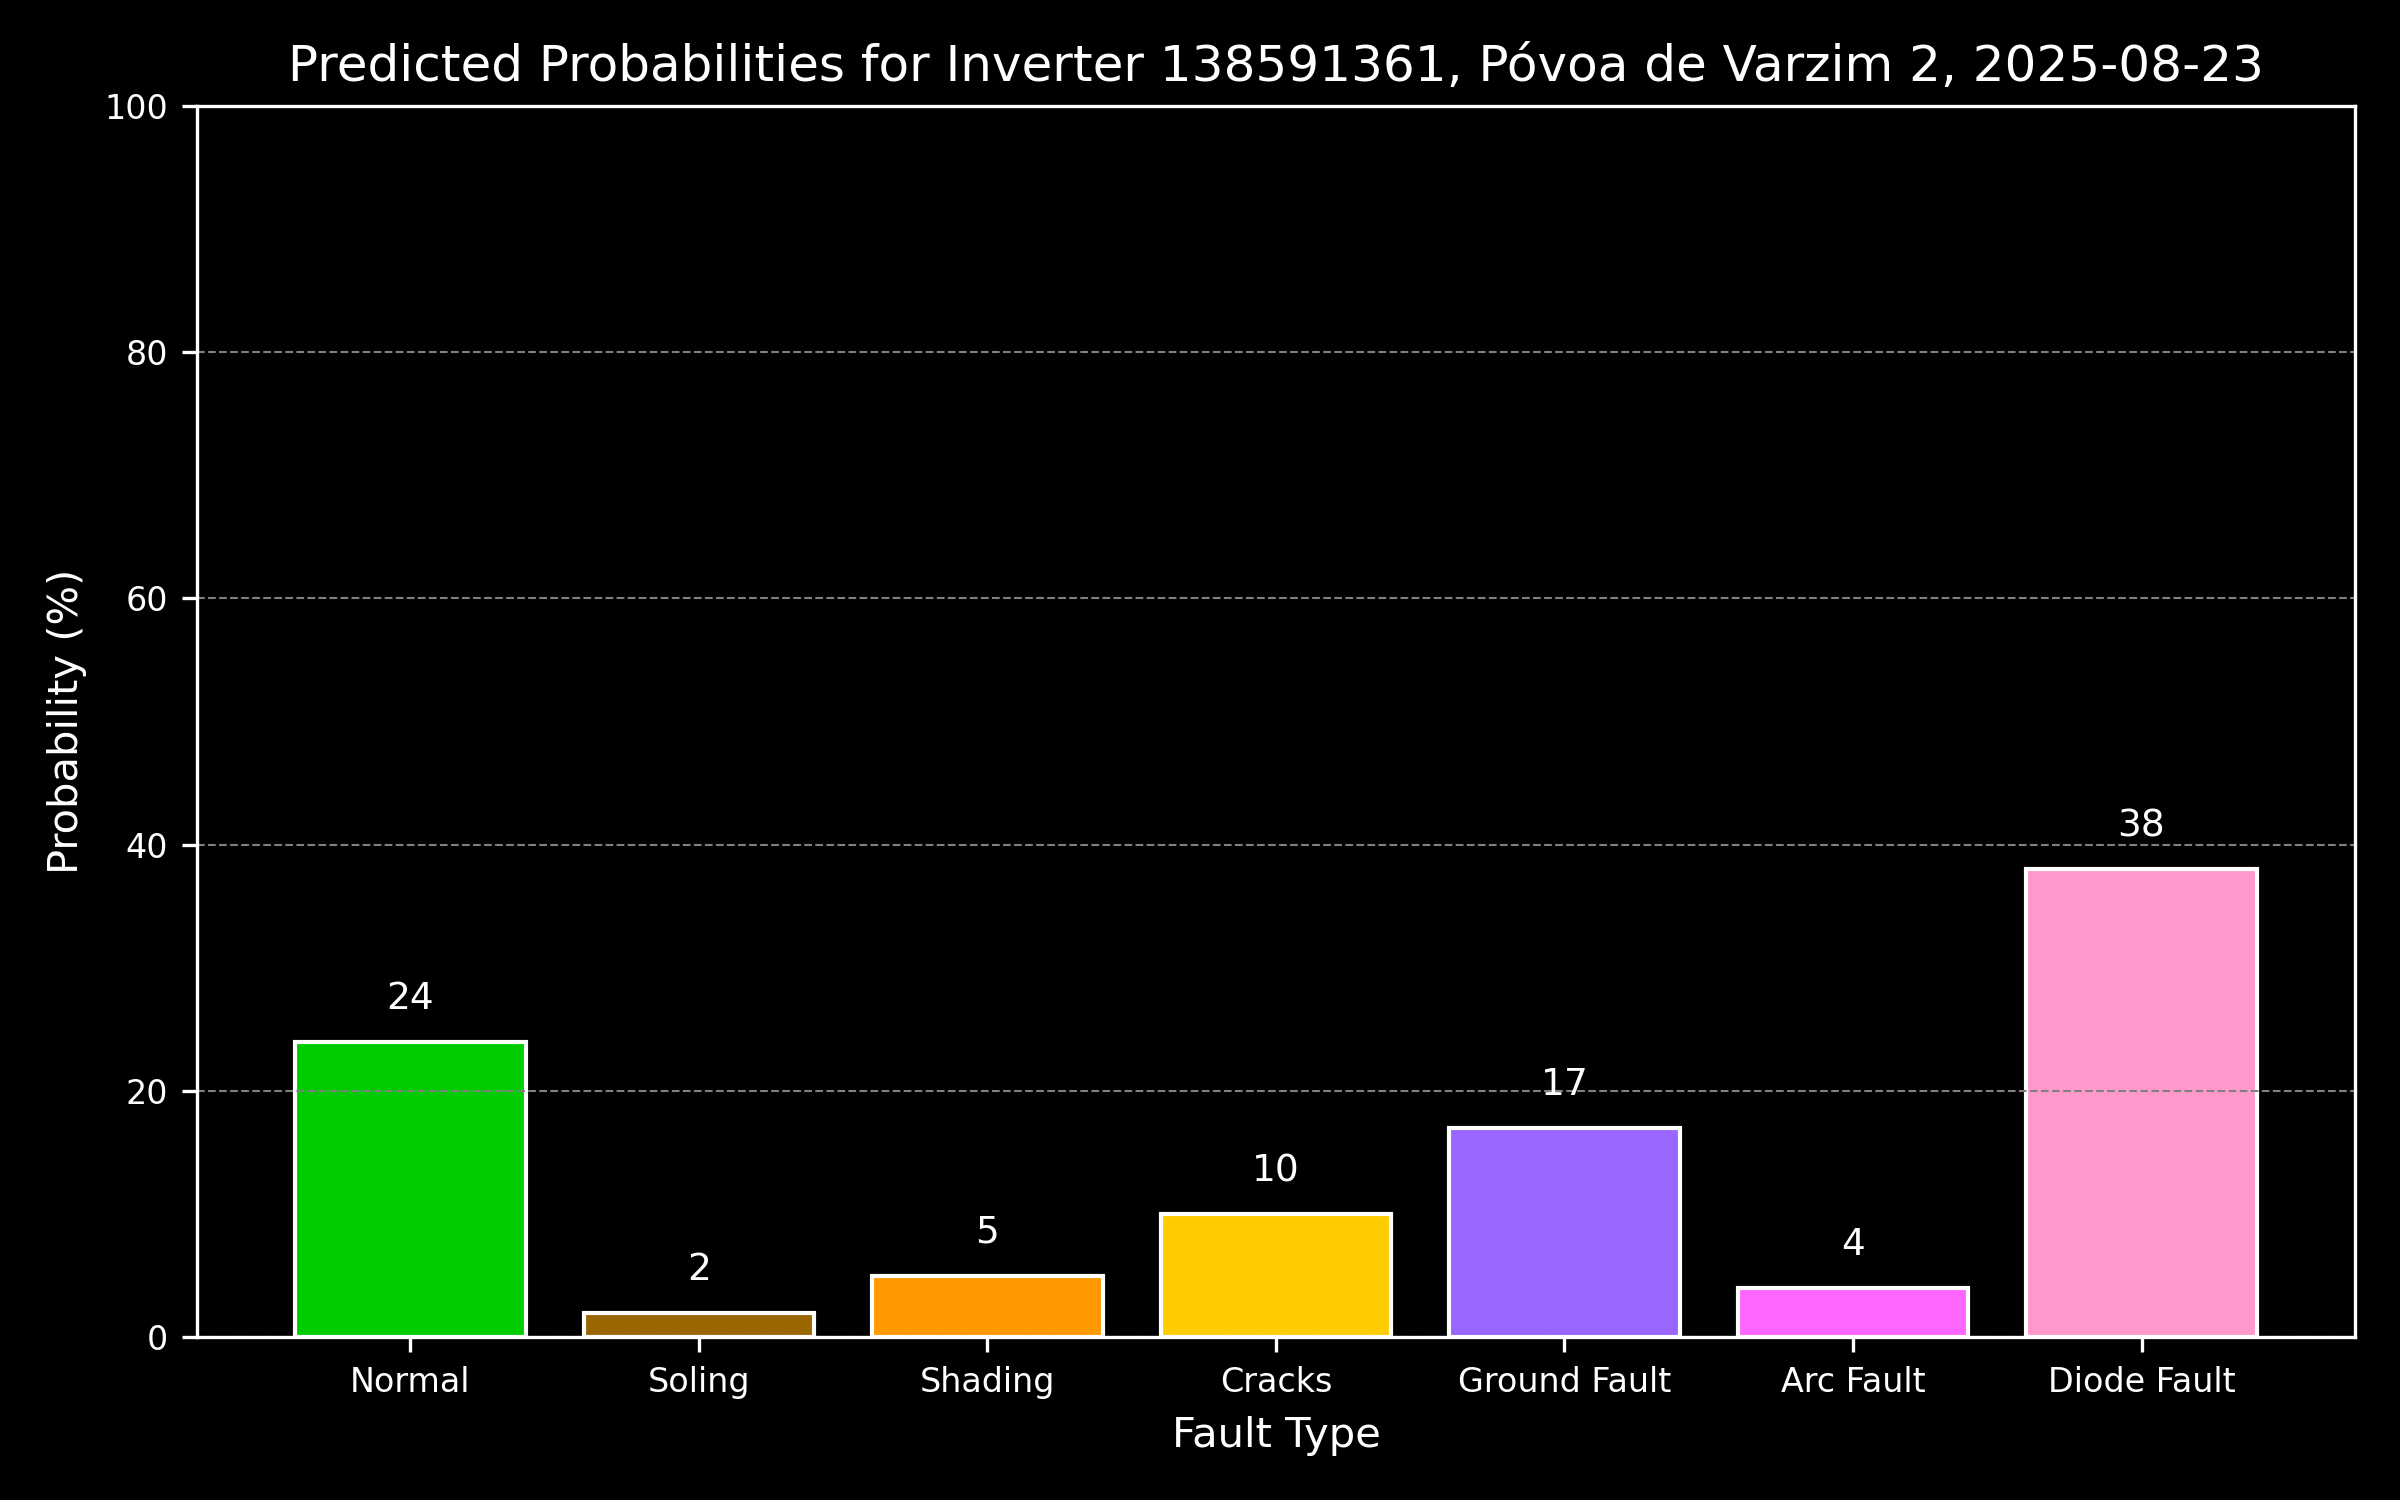 Predicted Probabilities for Inverter 138591361, Póvoa de Varzim 2, 2025-08-23
100
80
60
40
20
0
Probability (%)
24
2
5
10
17
4
38
Normal
Soling
Shading
Cracks
Ground Fault
Arc Fault
Diode Fault
Fault Type